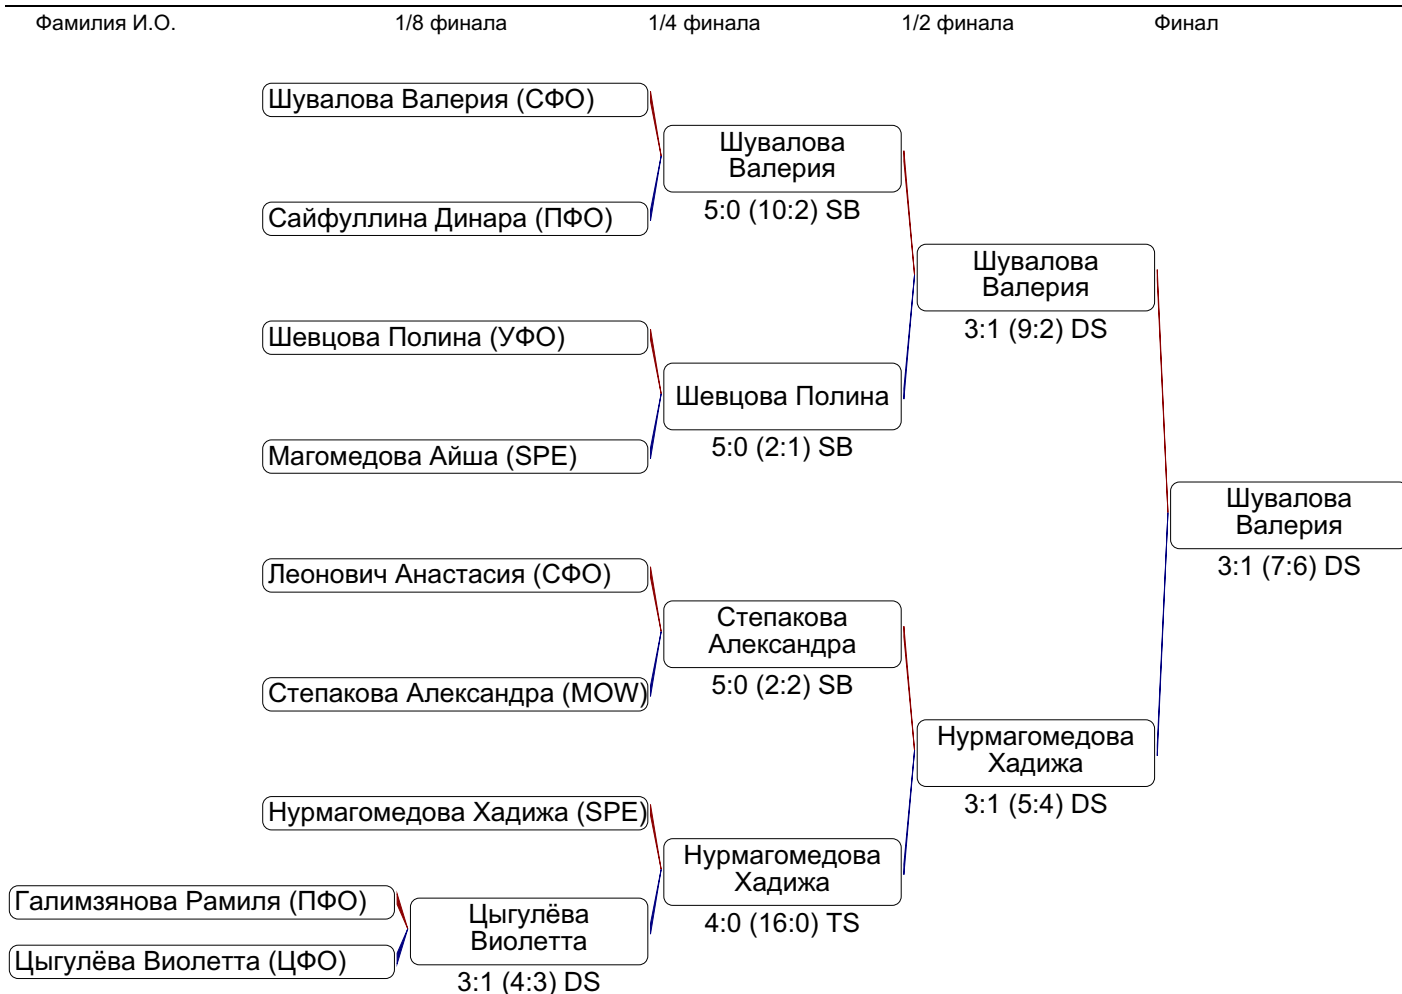 Фамилия И.О. 1/8 финала 1/4 финала 1/2 финала Финал
Шувалова Валерия (СФО)
Шувалова
Валерия
5:0 (10:2) SB
Сайфуллина Динара (ПФО)
Шувалова
Валерия
3:1 (9:2) DS
Шевцова Полина (УФО)
Шевцова Полина
5:0 (2:1) SB
Магомедова Айша (SPE)
Шувалова
Валерия
3:1 (7:6) DS
Леонович Анастасия (СФО)
Степакова
Александра
5:0 (2:2) SB
Степакова Александра (MOW)
Нурмагомедова
Хадижа
3:1 (5:4) DS
Нурмагомедова Хадижа (SPE)
Нурмагомедова
Хадижа
4:0 (16:0) TS
Галимзянова Рамиля (ПФО)
Цыгулёва
Виолетта
3:1 (4:3) DS
Цыгулёва Виолетта (ЦФО)